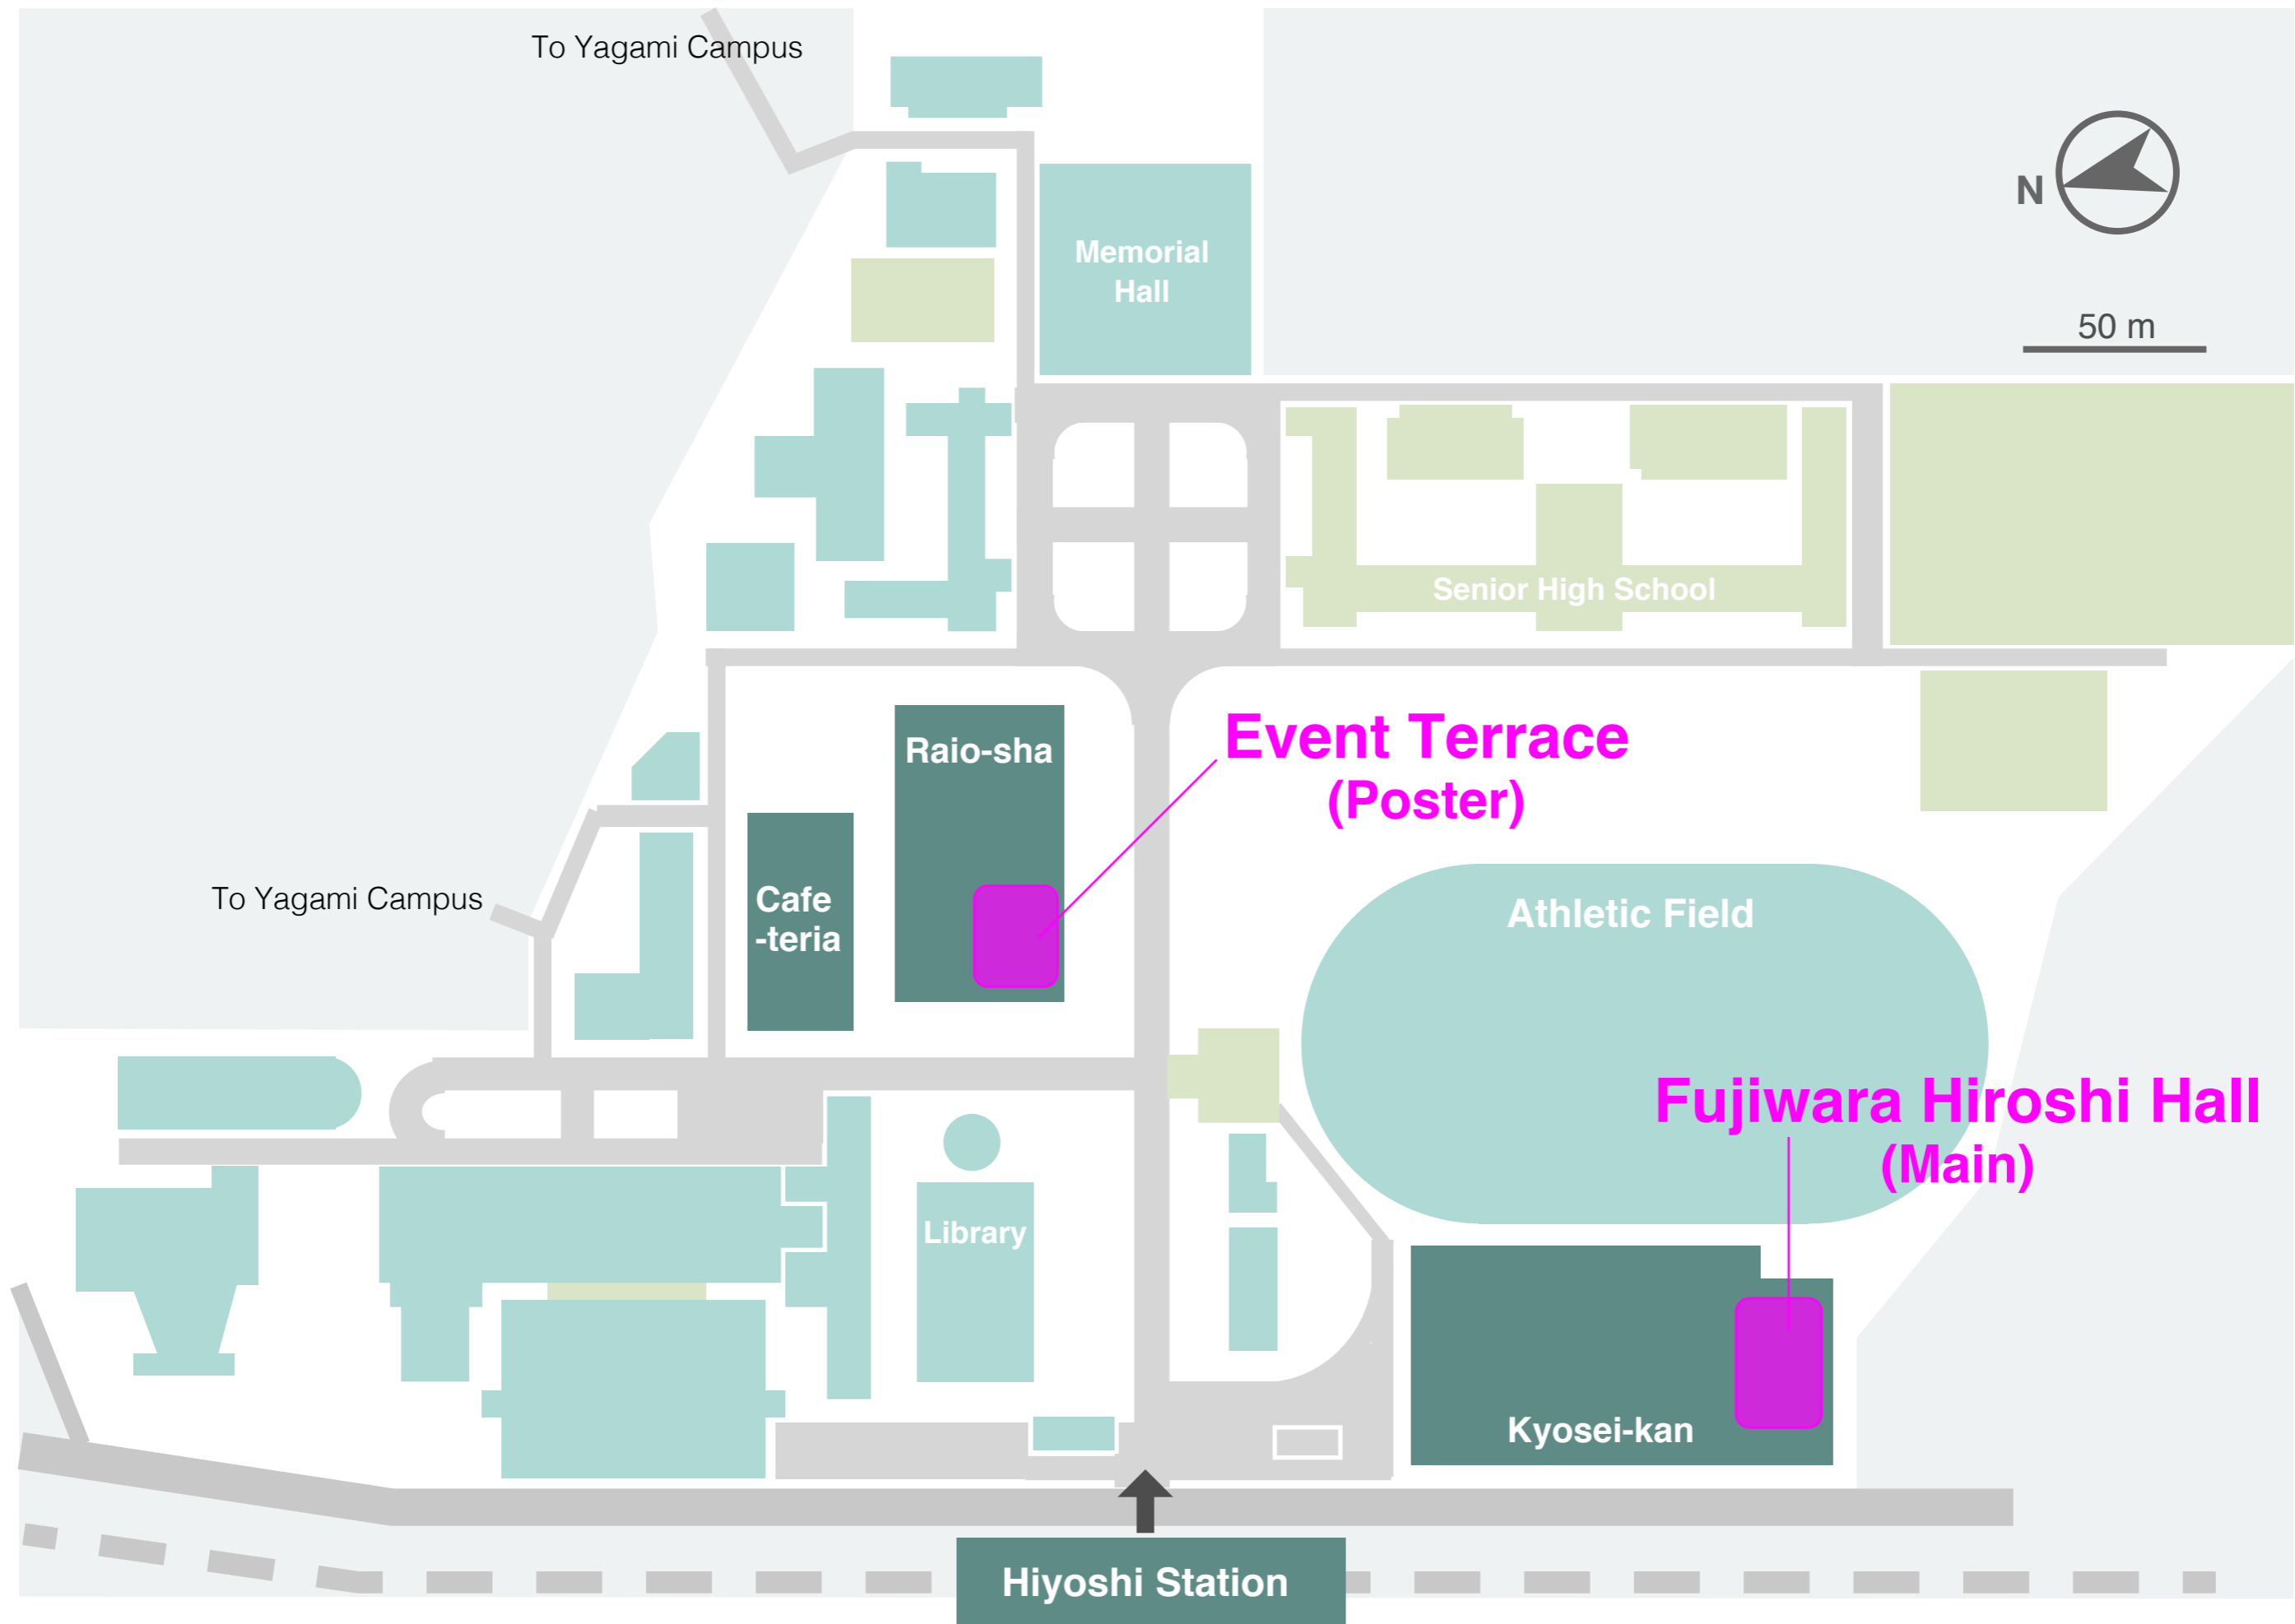 To Yagami Campus
N
Memorial
Hall
50 m
Senior High School
Raio-sha
Event Terrace
(Poster)
Cafe
-teria
To Yagami Campus
Athletic Field
Fujiwara Hiroshi Hall
(Main)
Library
Kyosei-kan
Hiyoshi Station